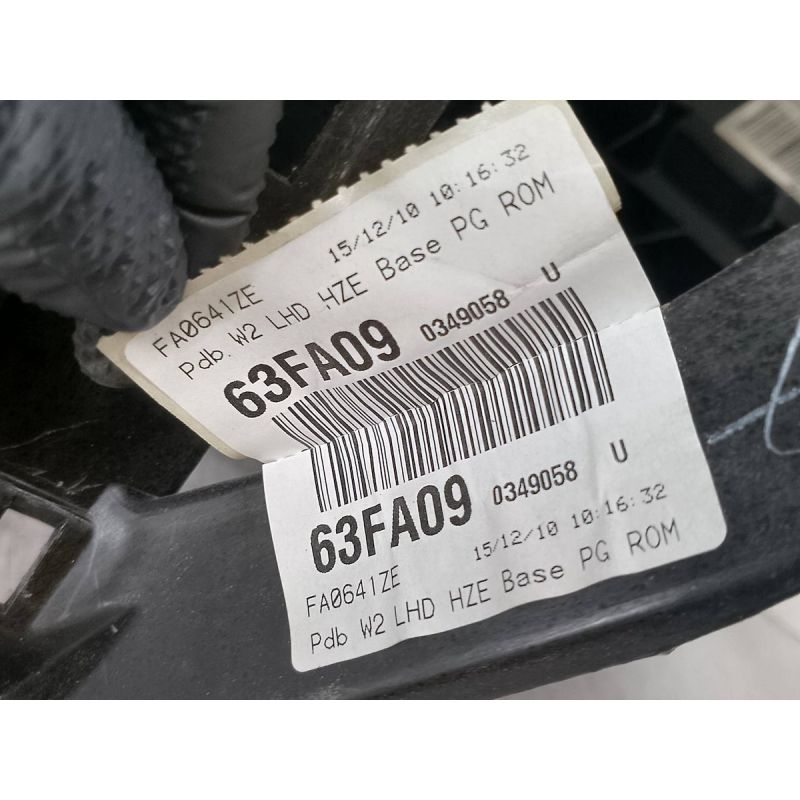 FA0641ZE 15/12/10 10:16:32
Pdb. W2 LHD HZE Base PG ROM
63FA09 0349058 U
63FA09 0349058 U
FA0641ZE 15/12/10 10:16:32
Pdb W2 LHD HZE Base PG ROM